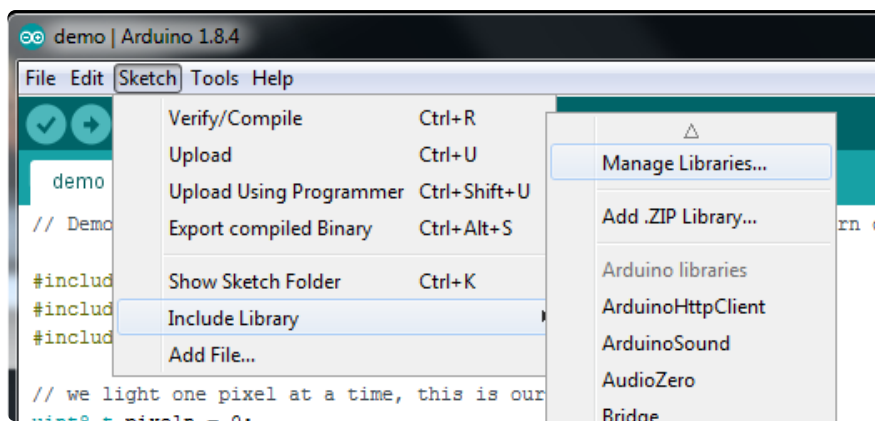 demo | Arduino 1.8.4
File Edit Sketch Tools Help
Verify/Compile Ctrl+R
Upload Ctrl+U
Upload Using Programmer Ctrl+Shift+U
Export compiled Binary Ctrl+Alt+S
Show Sketch Folder Ctrl+K
Include Library
Add File...
Manage Libraries...
Add .ZIP Library...
Arduino libraries
ArduinoHttpClient
ArduinoSound
AudioZero
Bridge
demo
// Demo
#includ
#includ
#includ
// we light one pixel at a time, this is our
uint8_t pixeln = 0;